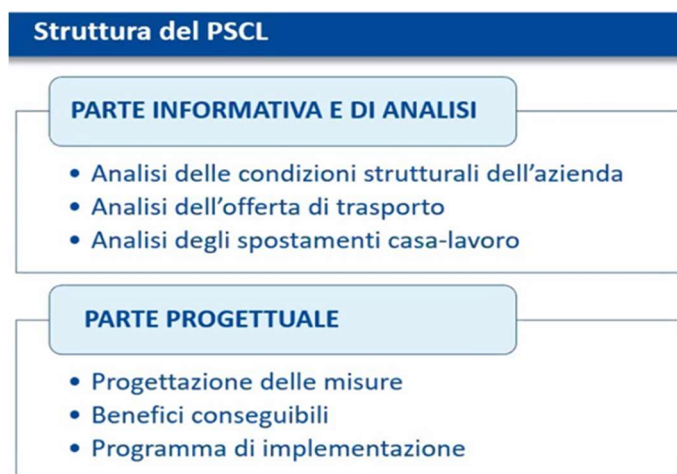 Struttura del PSCL
PARTE INFORMATIVA E DI ANALISI
• Analisi delle condizioni strutturali dell'azienda
• Analisi dell'offerta di trasporto
• Analisi degli spostamenti casa-lavoro
PARTE PROGETTUALE
• Progettazione delle misure
• Benefici conseguibili
• Programma di implementazione